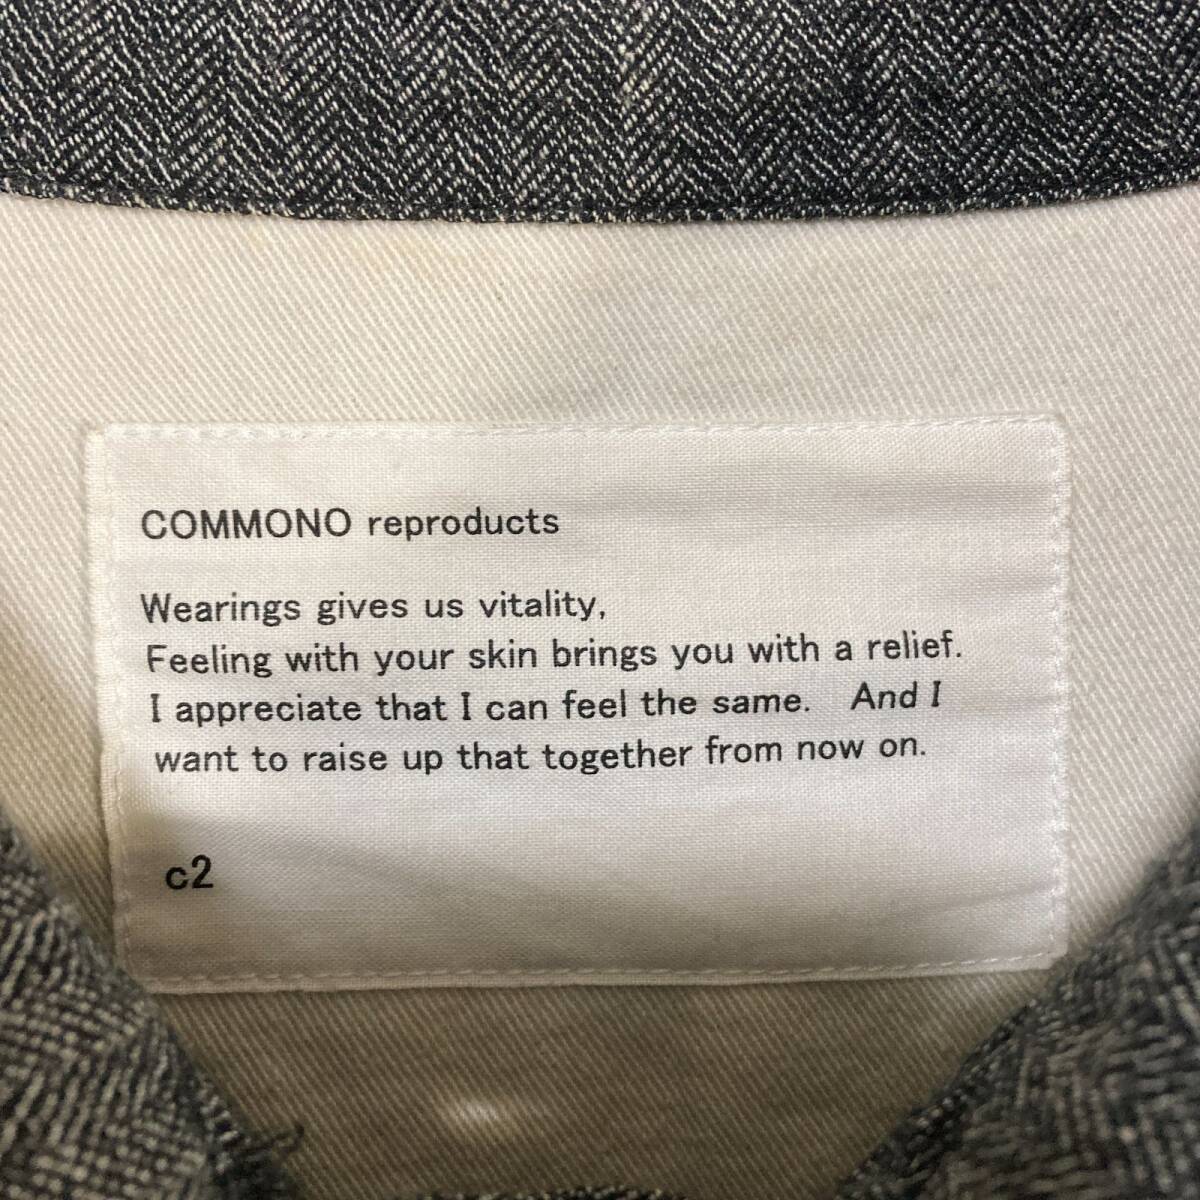 COMMONO reproducts
Wearings gives us vitality,
Feeling with your skin brings you with a relief.
I appreciate that I can feel the same. And I
want to raise up that together from now on.
c2